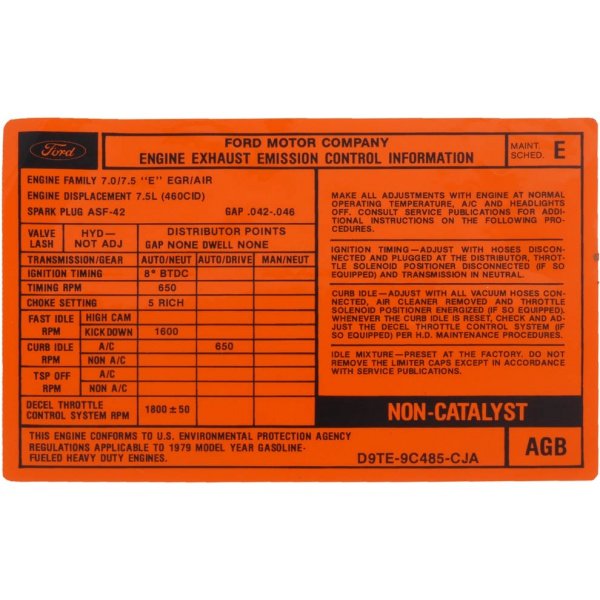 Ford
FORD MOTOR COMPANY
ENGINE EXHAUST EMISSION CONTROL INFORMATION
MAINT. SCHED. E
ENGINE FAMILY 7.0/7.5 "E" EGR/AIR
ENGINE DISPLACEMENT 7.5L (460CID)
SPARK PLUG ASF-42 GAP .042-.046
VALVE LASH HYD— NOT ADJ DISTRIBUTOR POINTS
GAP NONE DWELL NONE
TRANSMISSION/GEAR AUTO/NEUT AUTO/DRIVE MAN/NEUT
IGNITION TIMING 8° BTDC
TIMING RPM 650
CHOKE SETTING 5 RICH
FAST IDLE RPM HIGH CAM
KICKDOWN 1600
CURB IDLE RPM A/C 650
NON A/C
TSP OFF RPM A/C
NON A/C
DECEL THROTTLE
CONTROL SYSTEM RPM 1800 ± 50
MAKE ALL ADJUSTMENTS WITH ENGINE AT NORMAL
OPERATING TEMPERATURE, A/C AND HEADLIGHTS
OFF. CONSULT SERVICE PUBLICATIONS FOR ADDI-
TIONAL INSTRUCTIONS ON THE FOLLOWING PRO-
CEDURES.
IGNITION TIMING—ADJUST WITH HOSES DISCON-
NECTED AND PLUGGED AT THE DISTRIBUTOR, THROT-
TLE SOLENOID POSITIONER DISCONNECTED (IF SO
EQUIPPED) AND TRANSMISSION IN NEUTRAL.
CURB IDLE—ADJUST WITH ALL VACUUM HOSES CON-
NECTED, AIR CLEANER REMOVED AND THROTTLE
SOLENOID POSITIONER ENERGIZED (IF SO EQUIPPED).
WHENEVER THE CURB IDLE IS RESET, CHECK AND AD-
JUST THE DECEL THROTTLE CONTROL SYSTEM (IF
SO EQUIPPED) PER H.D. MAINTENANCE PROCEDURES.
IDLE MIXTURE—PRESET AT THE FACTORY. DO NOT
REMOVE THE LIMITER CAPS EXCEPT IN ACCORDANCE
WITH SERVICE PUBLICATIONS.
NON-CATALYST
THIS ENGINE CONFORMS TO U.S. ENVIRONMENTAL PROTECTION AGENCY
REGULATIONS APPLICABLE TO 1979 MODEL YEAR GASOLINE-
FUELED HEAVY DUTY ENGINES.
D9TE-9C485-CJA
AGB